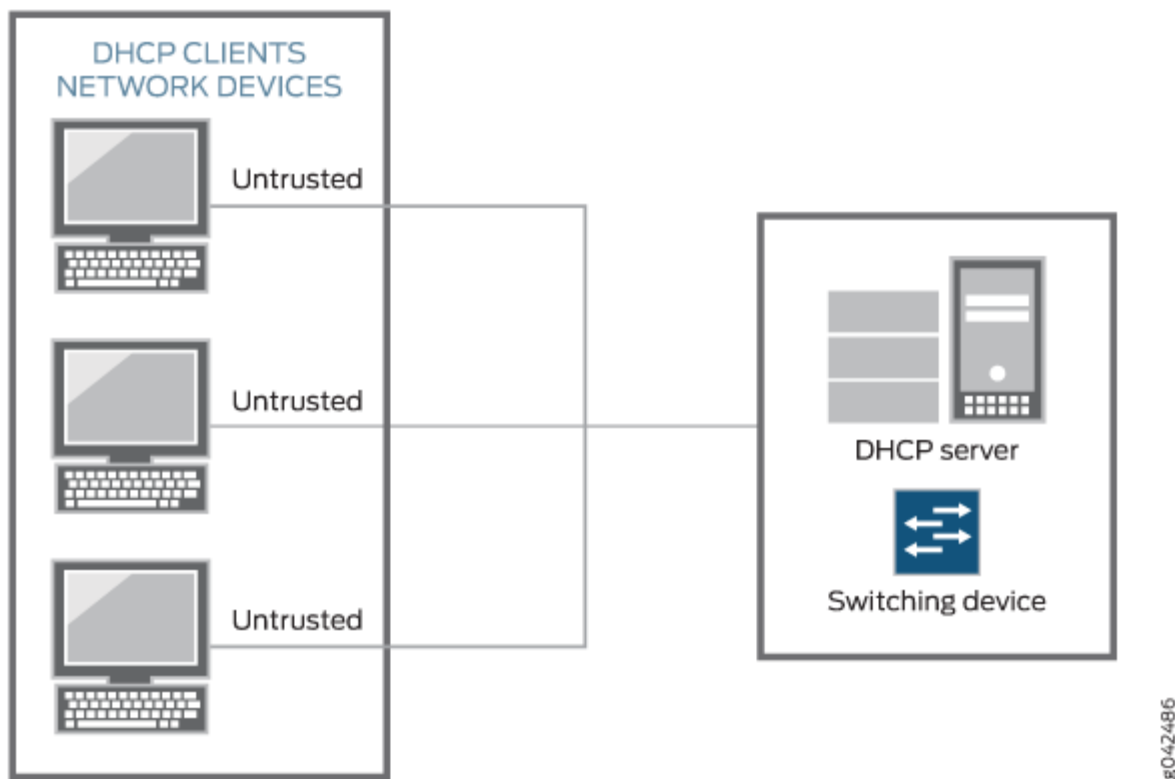 DHCP CLIENTS
NETWORK DEVICES
Untrusted
Untrusted
Untrusted
DHCP server
Switching device
g042486